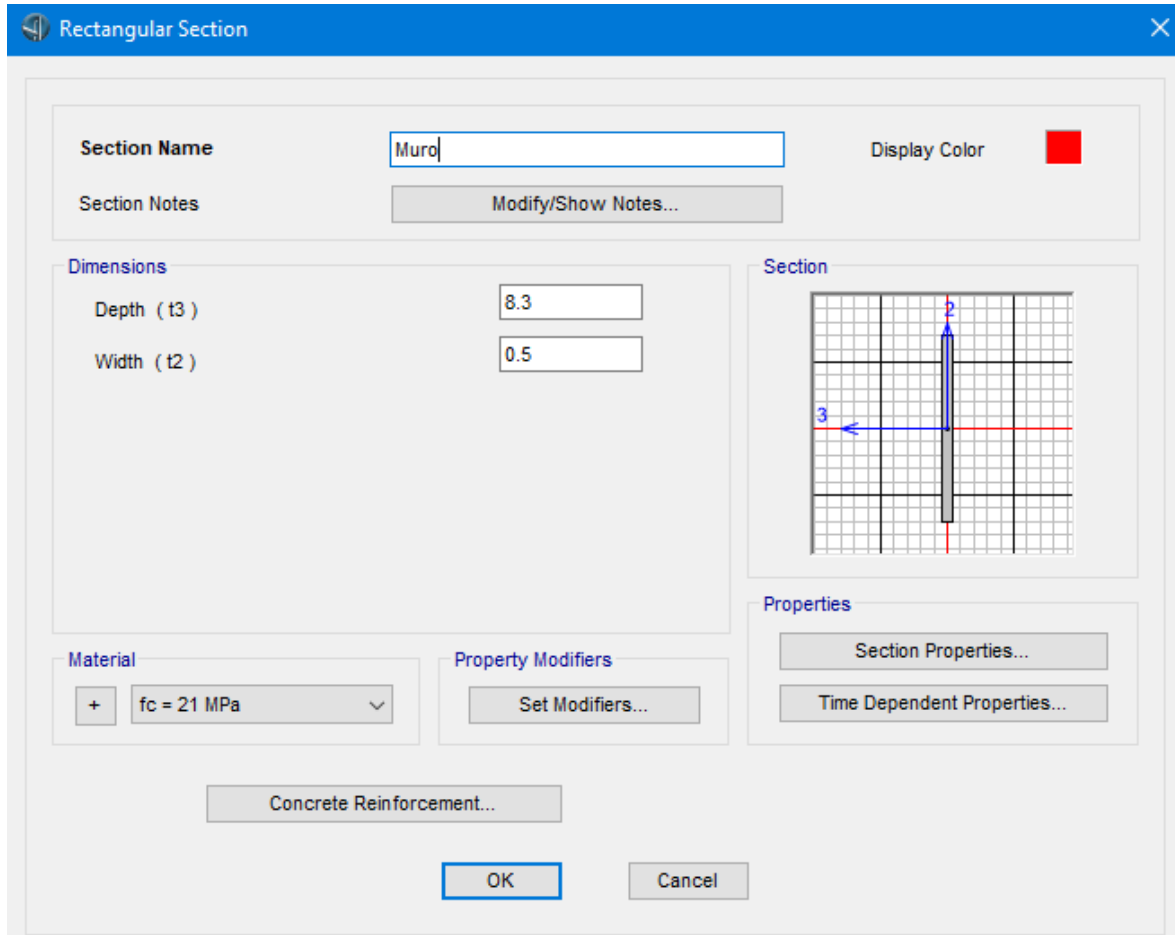 Rectangular Section
Section Name
Muro
Display Color
Section Notes
Modify/Show Notes...
Dimensions
Depth ( t3 )
8.3
Width ( t2 )
0.5
Section
2
3
Properties
Section Properties...
Time Dependent Properties...
Material
+
fc = 21 MPa
Property Modifiers
Set Modifiers...
Concrete Reinforcement...
OK
Cancel